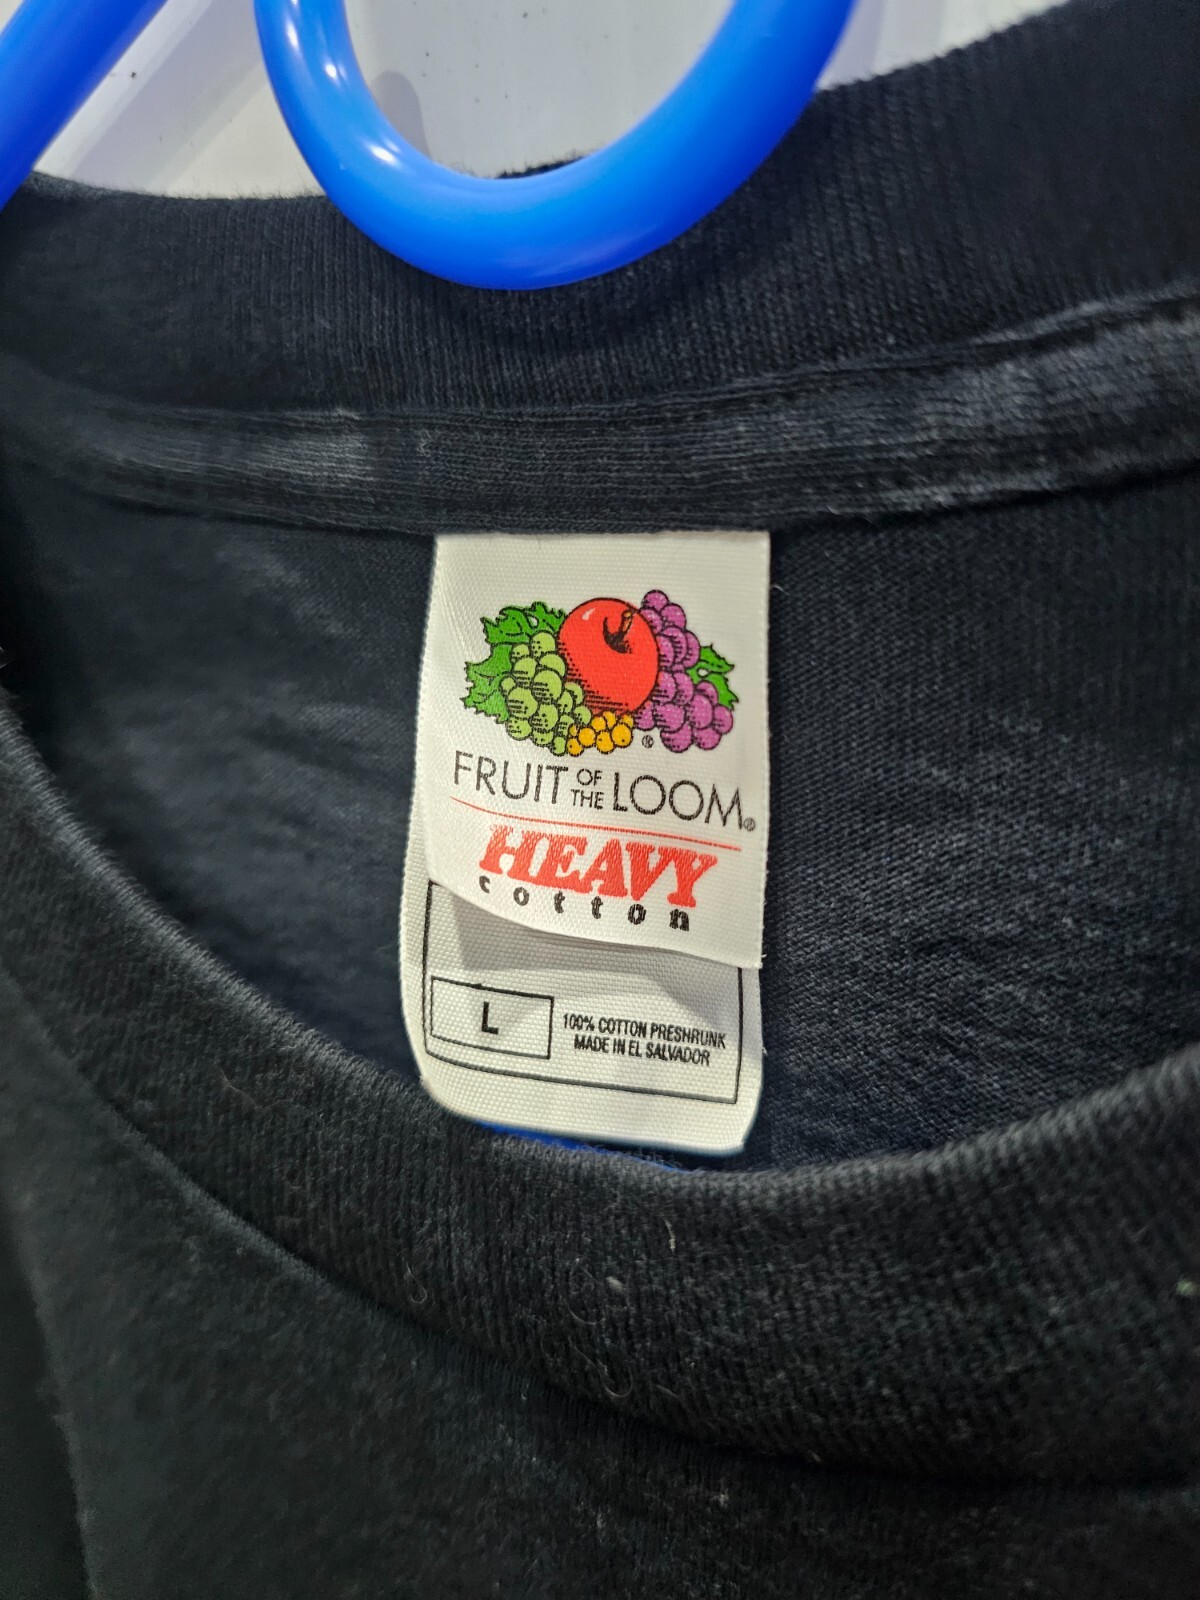 ®
FRUIT OF THE LOOM®
HEAVY
cotton
L
100% COTTON PRESHRUNK
MADE IN EL SALVADOR